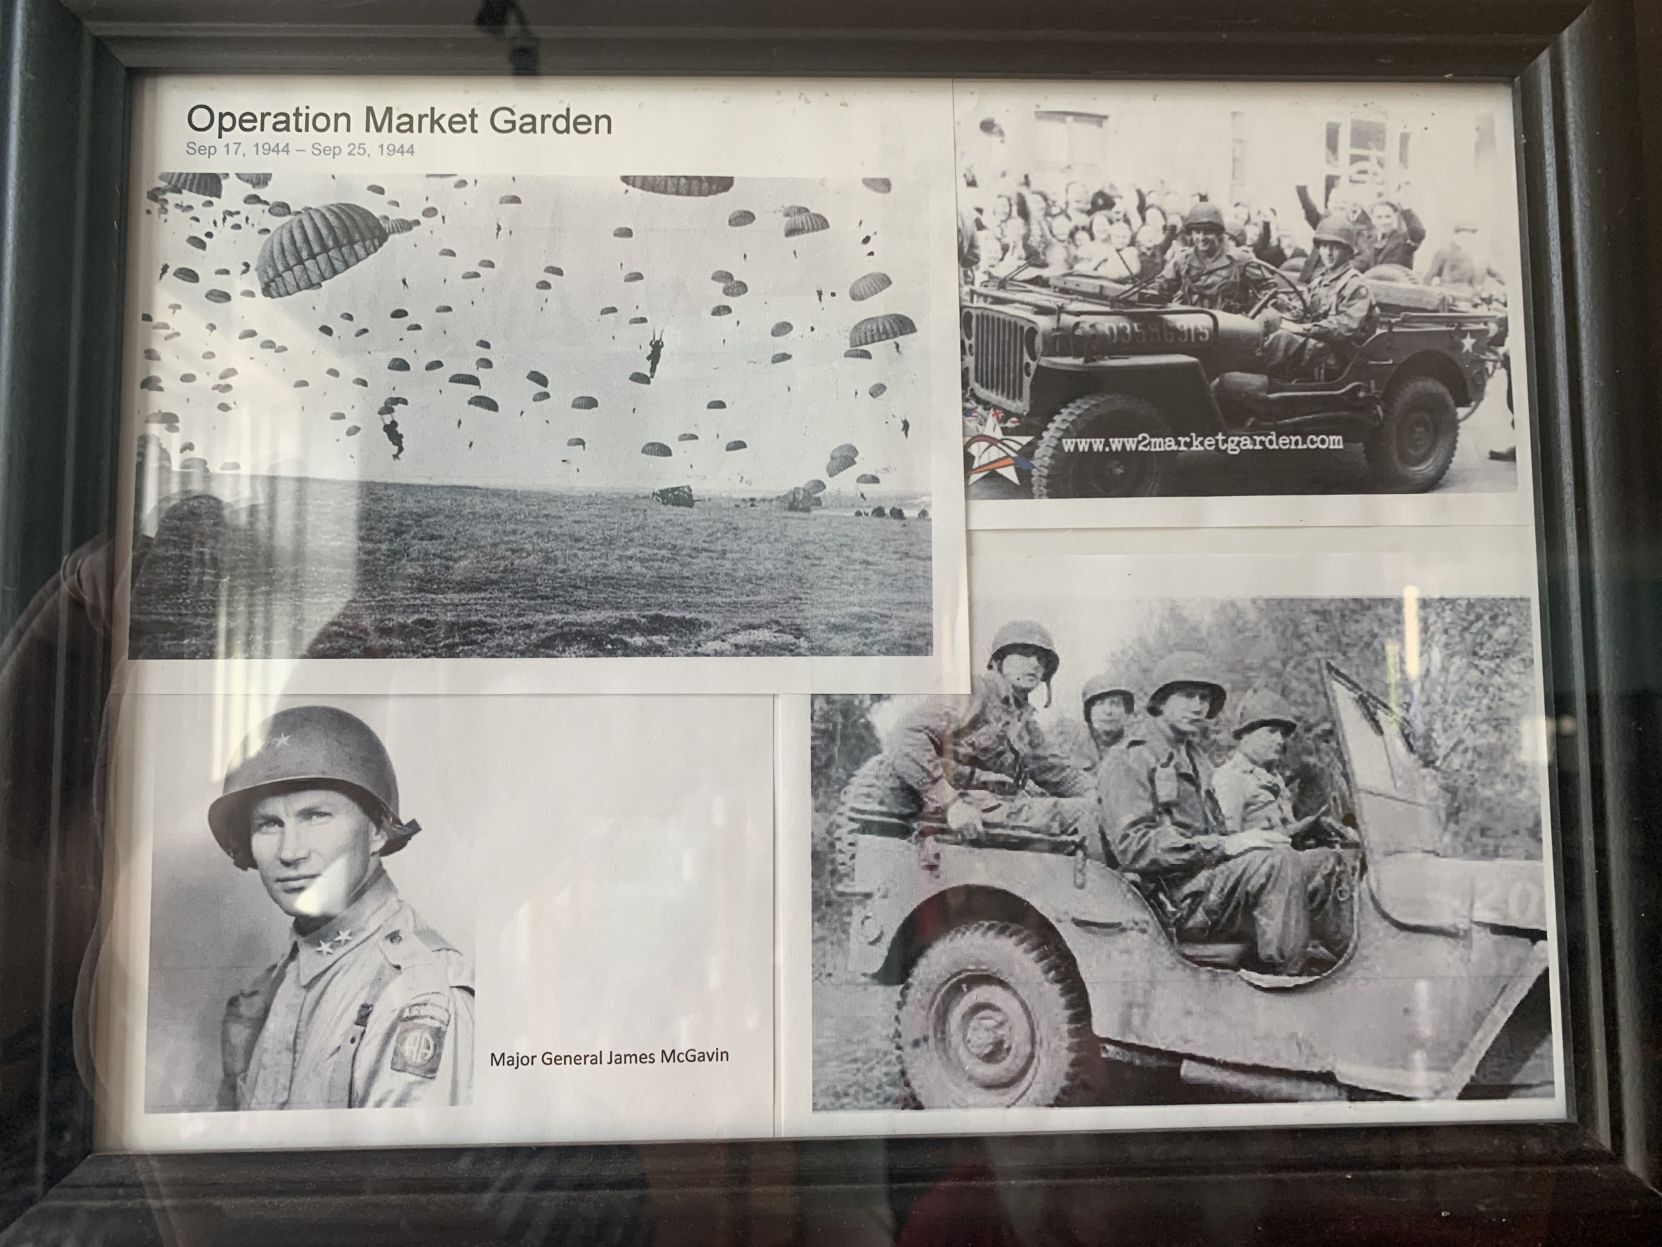 Operation Market Garden
Sep 17, 1944 – Sep 25, 1944
www.ww2marketgarden.com
Major General James McGavin